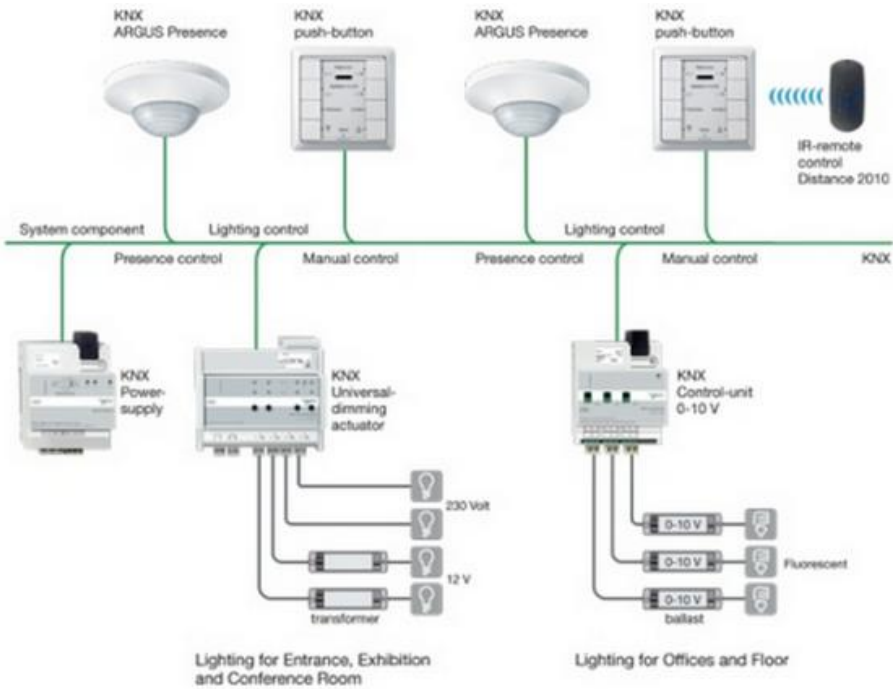 KNX
ARGUS Presence
KNX
push-button
KNX
ARGUS Presence
KNX
push-button
IR-remote
control
Distance 2010
System component
Lighting control
Lighting control
Presence control
Manual control
Presence control
Manual control
KNX
KNX
Power-
supply
KNX
Universal-
dimming
actuator
KNX
Control-unit
0-10 V
230 Volt
12 V
transformer
0-10 V
0-10 V
Fluorescent
0-10 V
ballast
Lighting for Entrance, Exhibition
and Conference Room
Lighting for Offices and Floor